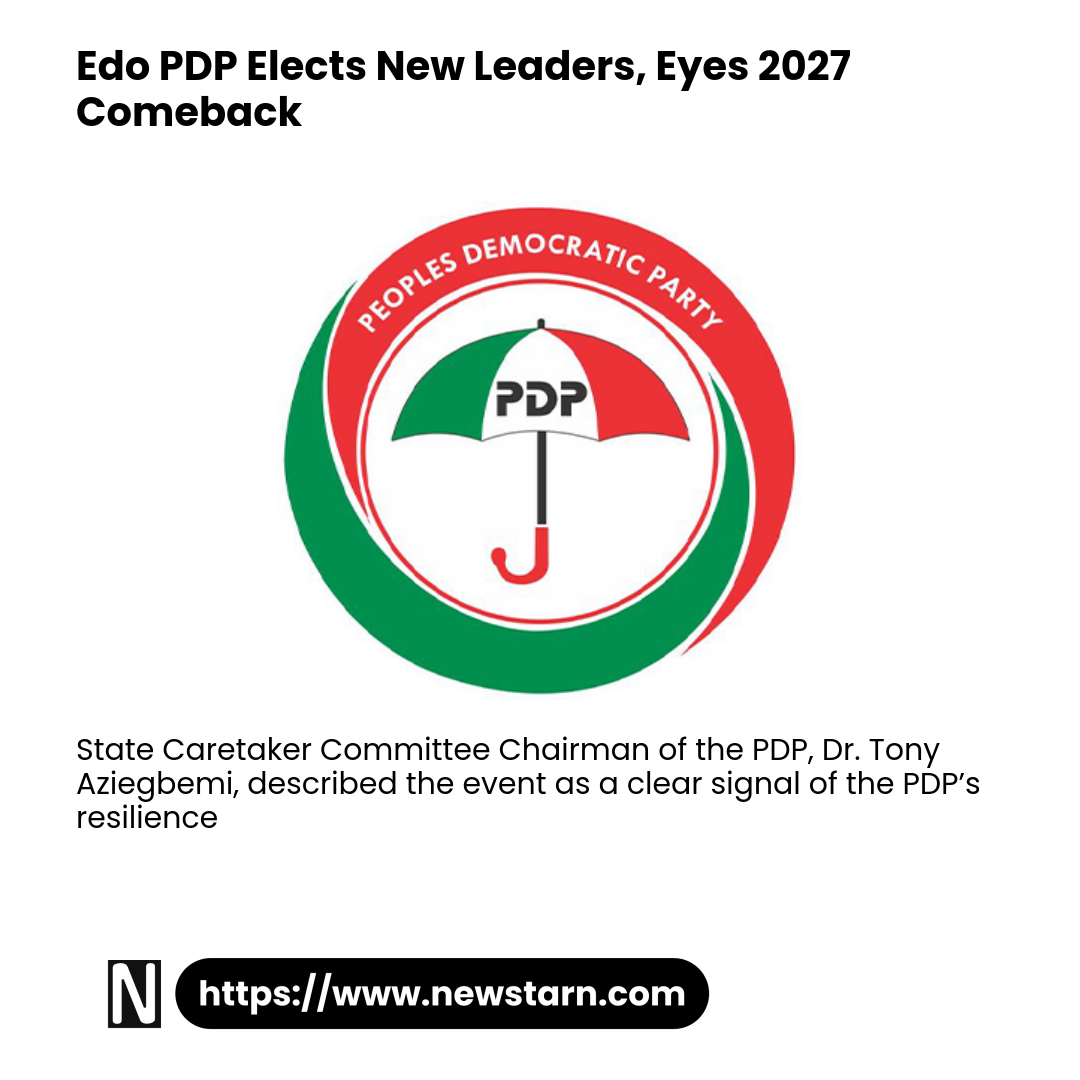 Edo PDP Elects New Leaders, Eyes 2027
Comeback
PEOPLES DEMOCRATIC PARTY
PDP
State Caretaker Committee Chairman of the PDP, Dr. Tony
Aziegbemi, described the event as a clear signal of the PDP’s
resilience
N
https://www.newstarn.com